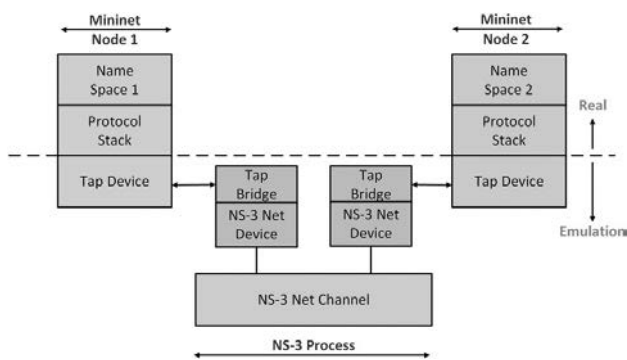 Mininet
Node 1
Name
Space 1
Protocol
Stack
Tap Device
Mininet
Node 2
Name
Space 2
Protocol
Stack
Tap Device
Real
Emulation
Tap
Bridge
NS-3 Net
Device
Tap
Bridge
NS-3 Net
Device
NS-3 Net Channel
NS-3 Process